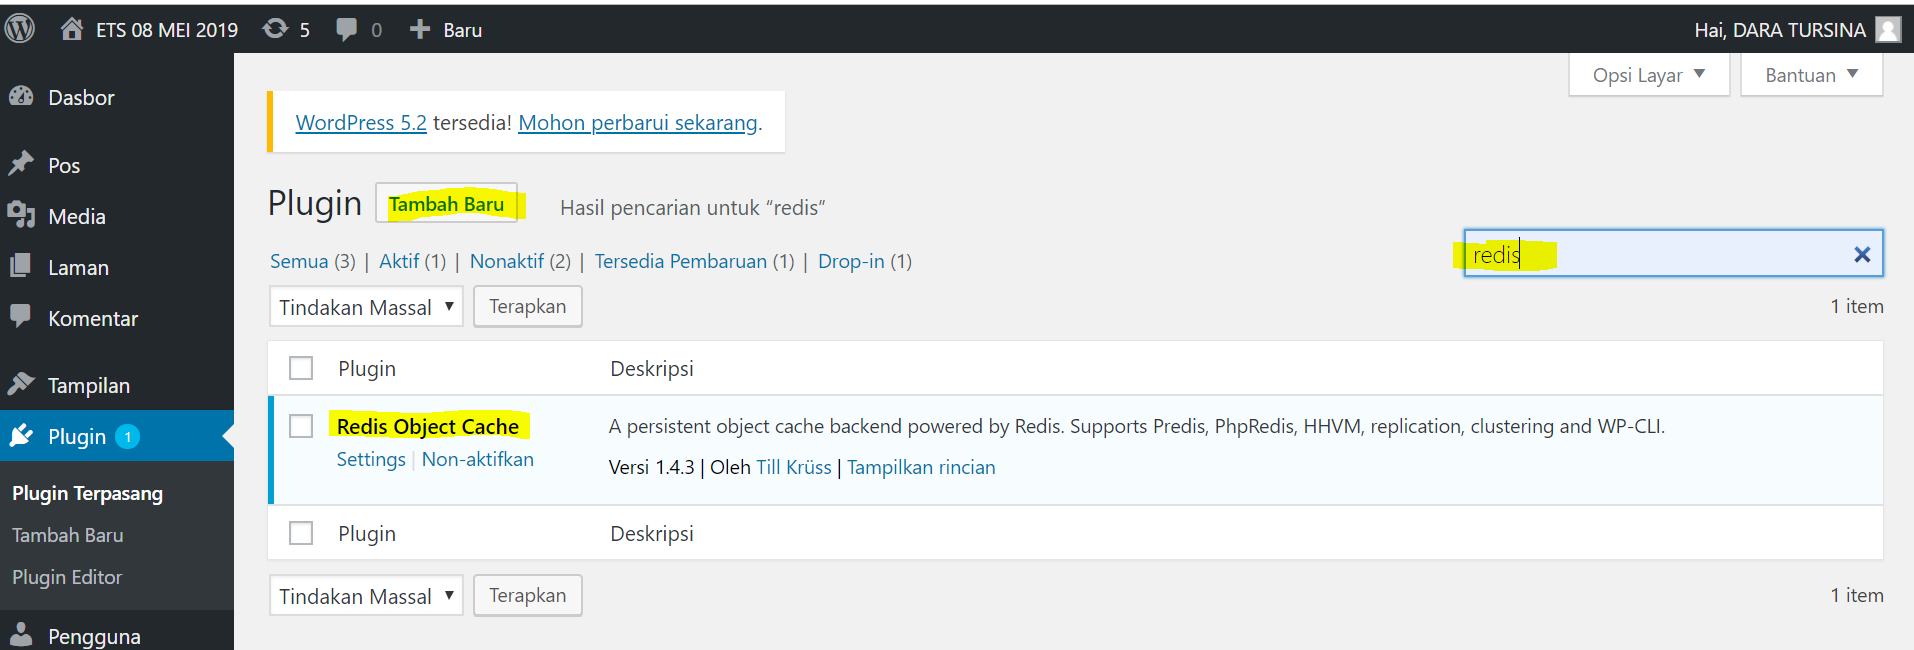 ETS 08 MEI 2019 5 0 Baru Hai, DARA TURSINA
Opsi Layar Bantuan
Dasbor
Pos
Media
Laman
Komentar
Tampilan
Plugin 1
Plugin Terpasang
Tambah Baru
Plugin Editor
Pengguna
WordPress 5.2 tersedia! Mohon perbarui sekarang.
Plugin Tambah Baru Hasil pencarian untuk “redis”
Semua (3) | Aktif (1) | Nonaktif (2) | Tersedia Pembaruan (1) | Drop-in (1)
redis
Tindakan Massal Terapkan 1 item
Plugin Deskripsi
Redis Object Cache A persistent object cache backend powered by Redis. Supports Predis, PhpRedis, HHVM, replication, clustering and WP-CLI.
Settings | Non-aktifkan Versi 1.4.3 | Oleh Till Krüss | Tampilkan rincian
Plugin Deskripsi
Tindakan Massal Terapkan 1 item